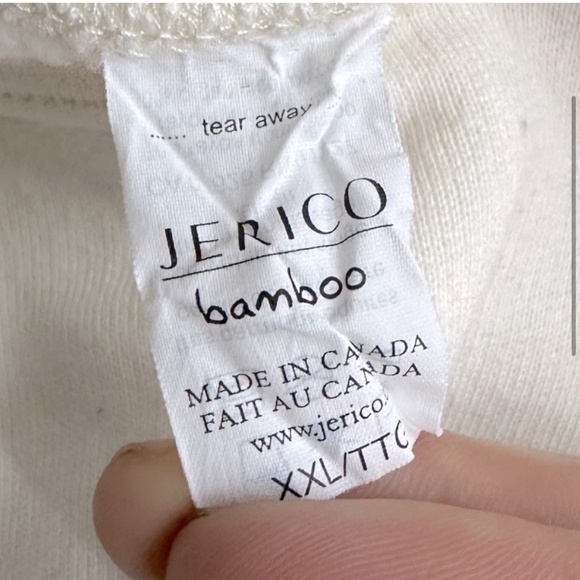 ...... tear away ......
JERICO
bamboo
MADE IN CANADA
FAIT AU CANADA
www.jerico.
XXL/TTG